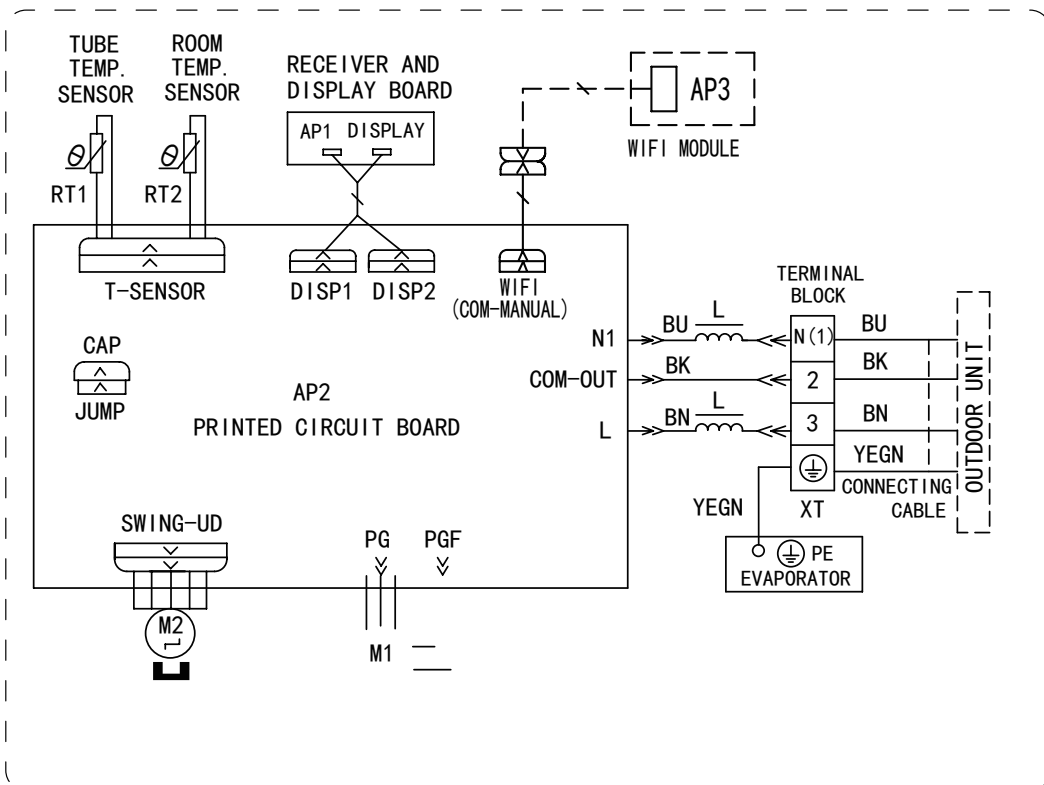 TUBE
TEMP.
SENSOR
ROOM
TEMP.
SENSOR
RECEIVER AND
DISPLAY BOARD
AP1 DISPLAY
AP3
WIFI MODULE
θ
RT1
θ
RT2
T-SENSOR
DISP1
DISP2
WIFI
(COM-MANUAL)
CAP
JUMP
AP2
PRINTED CIRCUIT BOARD
N1
COM-OUT
L
BU
L
BK
BN
L
TERMINAL
BLOCK
N(1)
2
3
XT
BU
BK
BN
YEGN
CONNECTING
CABLE
OUTDOOR UNIT
YEGN
PE
EVAPORATOR
SWING-UD
M2
PG
PGF
M1